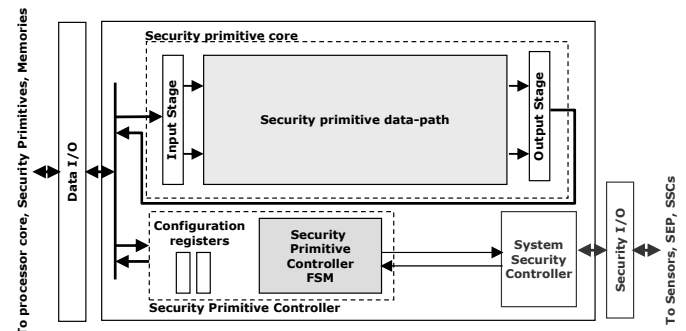 To processor core, Security Primitives, Memories
Data I/O
Security primitive core
Input Stage
Security primitive data-path
Output Stage
Configuration
registers
Security
Primitive
Controller
FSM
Security Primitive Controller
System
Security
Controller
Security I/O
To Sensors, SEP, SSCs